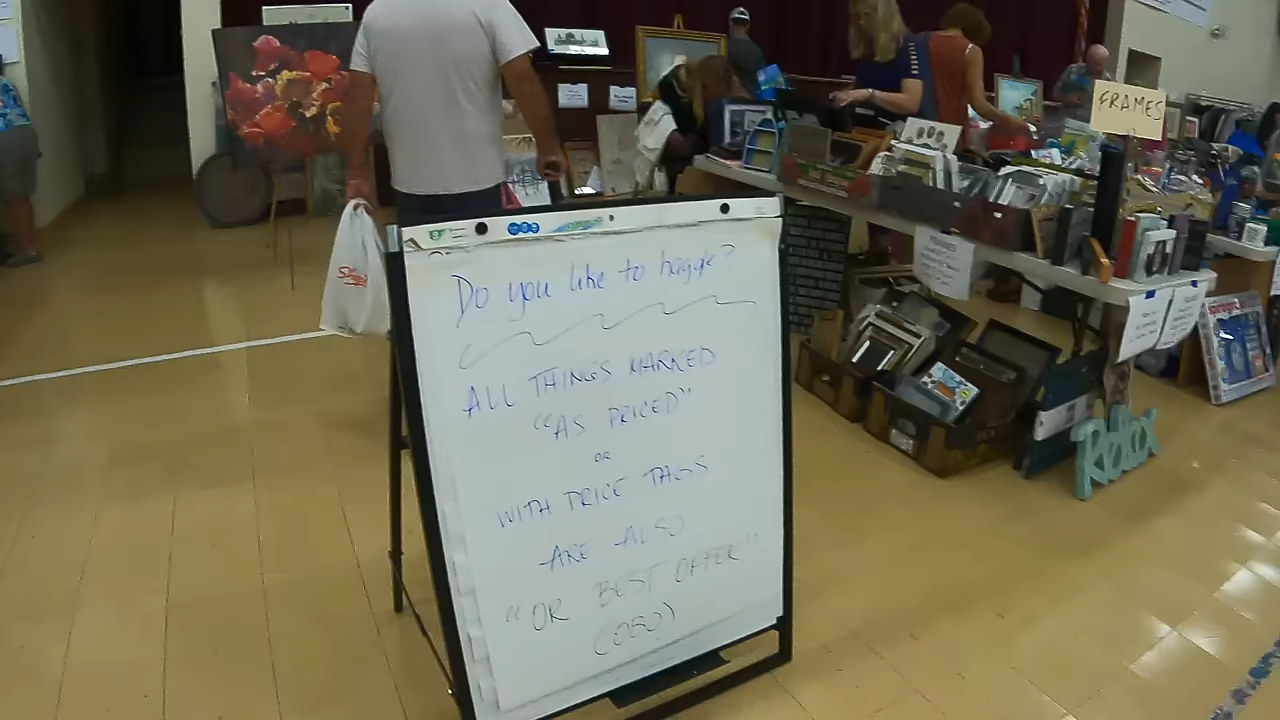 Do you like to haggle?
ALL THINGS MARKED
"AS PRICED"
OR
WITH PRICE TAGS
ARE ALSO
"OR BEST OFFER"
(OBO)
FRAMES
Relax